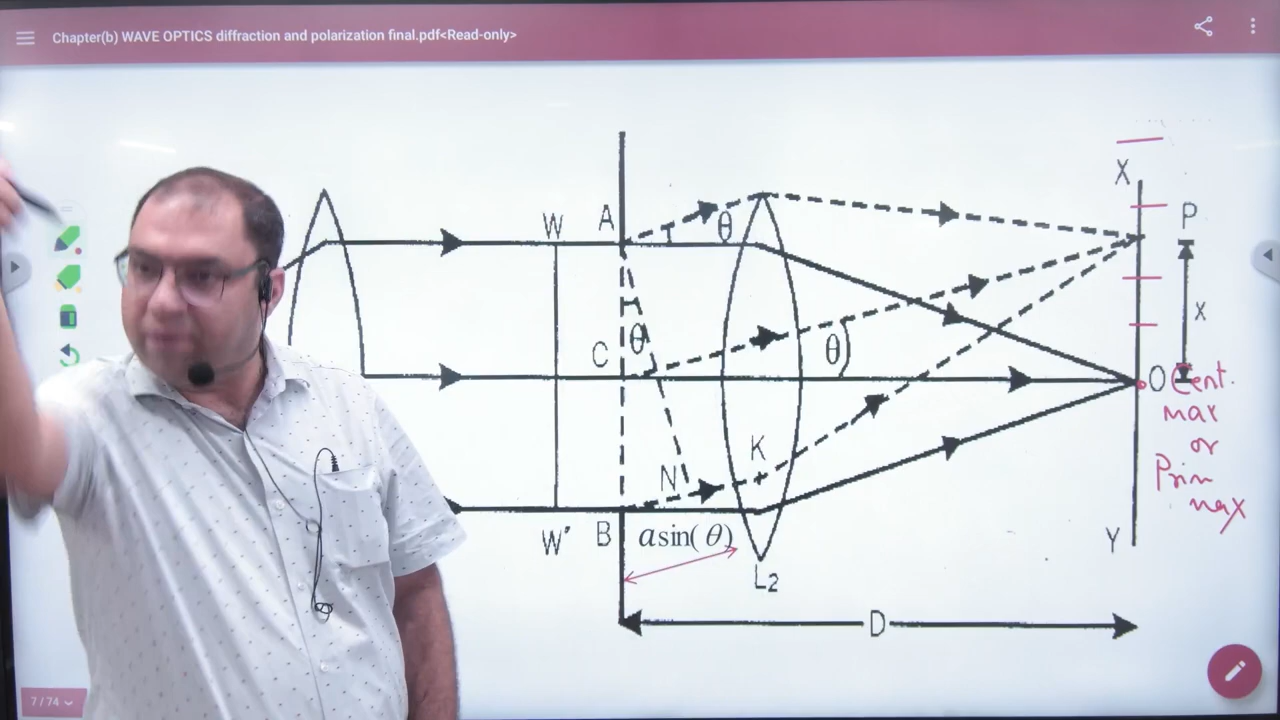 Chapter(b) WAVE OPTICS diffraction and polarization final.pdf<Read-only>
X
P
W
A
θ
x
θ
C
θ
O Cent.
max
or
Prim
max
K
N
W'
B
asin(θ)
Y
L2
D
7 / 74